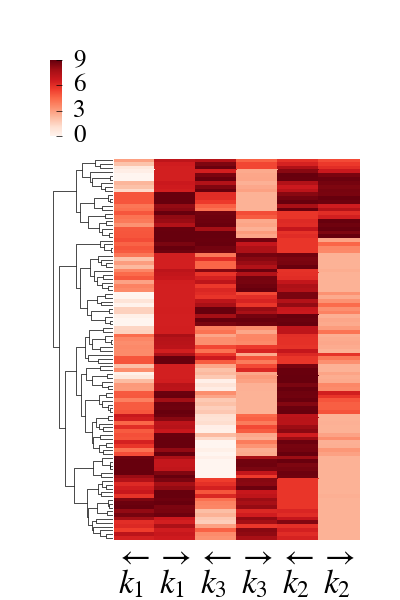 9
6
3
0
← → ← → ← →
k₁ k₁ k₃ k₃ k₂ k₂